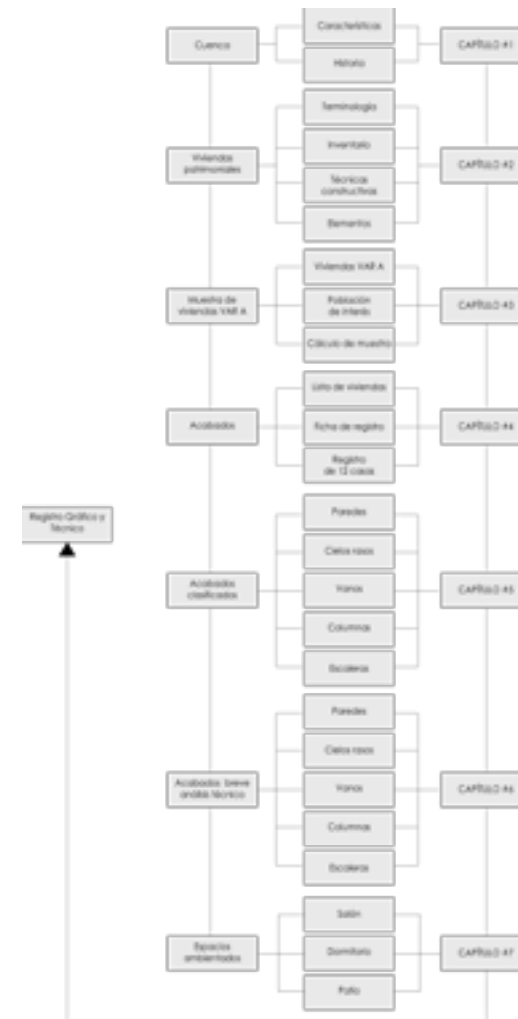 Características
Cuenca
CAPÍTULO #1
Historia
Terminología
Inventario
Viviendas
patrimoniales
CAPÍTULO #2
Técnicas
constructivas
Elementos
Viviendas VAR A
Muestra de
viviendas VAR A
Población
de interés
CAPÍTULO #3
Cálculo de muestra
Lista de viviendas
Acabados
Ficha de registro
CAPÍTULO #4
Registro
de 12 casas
Registro Gráfico y
Técnico
Paredes
Cielos rasos
Acabados
clasificados
Vanos
CAPÍTULO #5
Columnas
Escaleras
Paredes
Cielos rasos
Acabados: breve
análisis técnico
Vanos
CAPÍTULO #6
Columnas
Escaleras
Salón
Espacios
ambientados
Dormitorio
CAPÍTULO #7
Patio